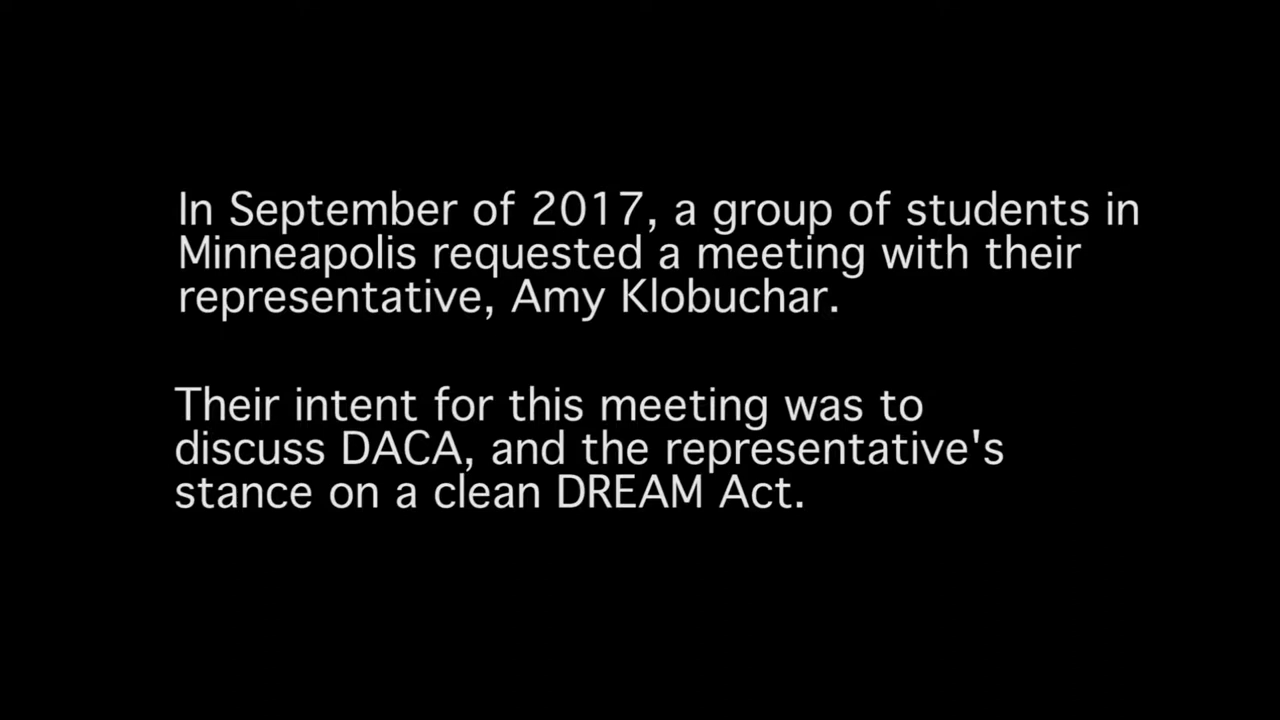 In September of 2017, a group of students in
Minneapolis requested a meeting with their
representative, Amy Klobuchar.
Their intent for this meeting was to
discuss DACA, and the representative's
stance on a clean DREAM Act.